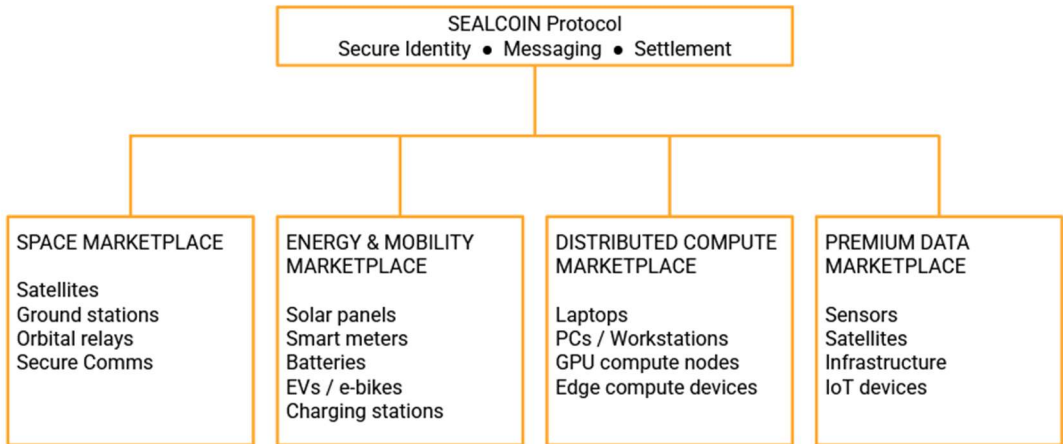 SEALCOIN Protocol
Secure Identity ● Messaging ● Settlement
SPACE MARKETPLACE
Satellites
Ground stations
Orbital relays
Secure Comms
ENERGY & MOBILITY
MARKETPLACE
Solar panels
Smart meters
Batteries
EVs / e-bikes
Charging stations
DISTRIBUTED COMPUTE
MARKETPLACE
Laptops
PCs / Workstations
GPU compute nodes
Edge compute devices
PREMIUM DATA
MARKETPLACE
Sensors
Satellites
Infrastructure
IoT devices